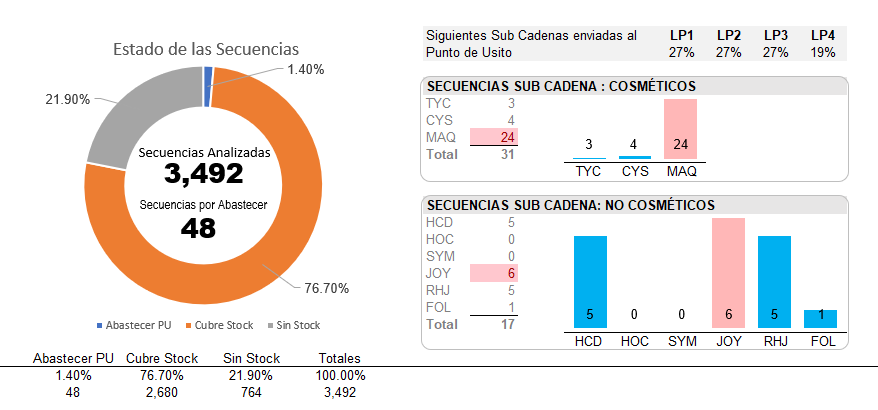 Estado de las Secuencias
1.40%
21.90%
Secuencias Analizadas
3,492
Secuencias por Abastecer
48
76.70%
Abastecer PU Cubre Stock Sin Stock
Abastecer PU Cubre Stock Sin Stock Totales
1.40% 76.70% 21.90% 100.00%
48 2,680 764 3,492
Siguientes Sub Cadenas enviadas al LP1 LP2 LP3 LP4
Punto de Usito 27% 27% 27% 19%
SECUENCIAS SUB CADENA : COSMÉTICOS
TYC 3
CYS 4
MAQ 24
Total 31
3 4 24
TYC CYS MAQ
SECUENCIAS SUB CADENA: NO COSMÉTICOS
HCD 5
HOC 0
SYM 0
JOY 6
RHJ 5
FOL 1
Total 17
5 0 0 6 5 1
HCD HOC SYM JOY RHJ FOL